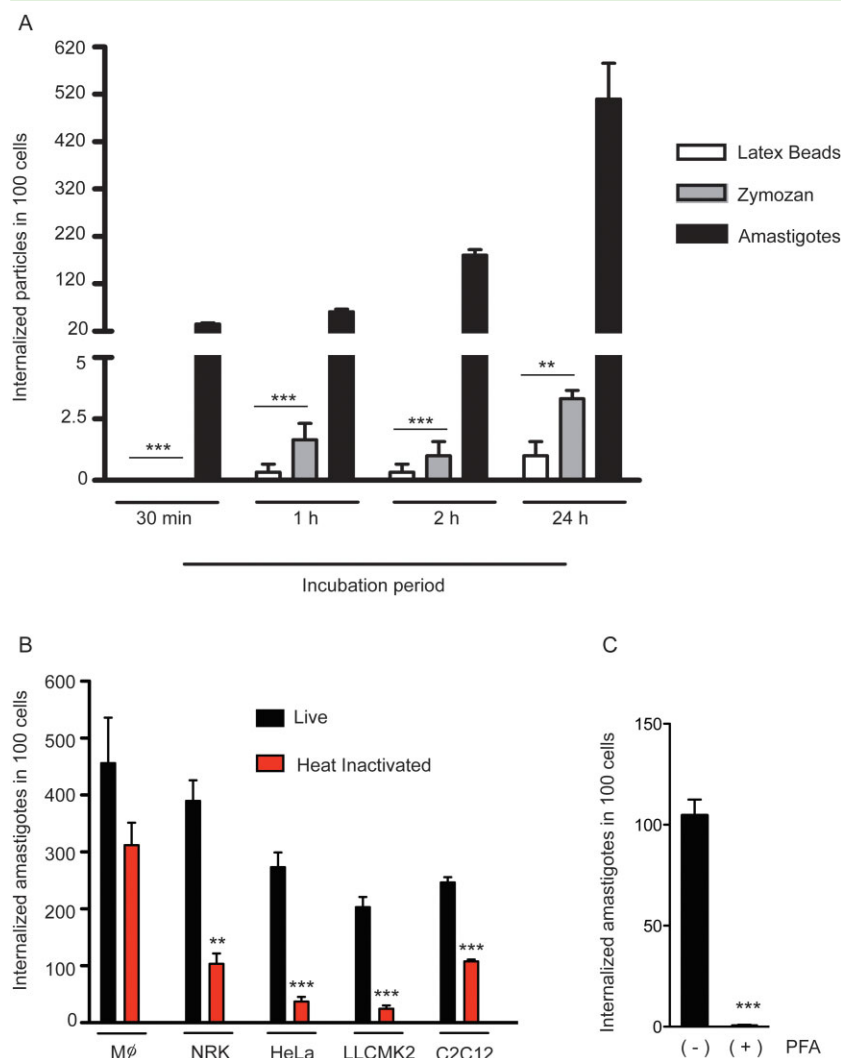 A
Internalized particles in 100 cells
620
520
420
320
220
120
20
5
2.5
0
Latex Beads
Zymozan
Amastigotes
***
***
***
**
30 min 1 h 2 h 24 h
Incubation period
B
Internalized amastigotes in 100 cells
600
500
400
300
200
100
0
Live
Heat Inactivated
**
***
***
***
Mø NRK HeLa LLCMK2 C2C12
C
Internalized amastigotes in 100 cells
150
100
50
0
***
( - ) ( + ) PFA